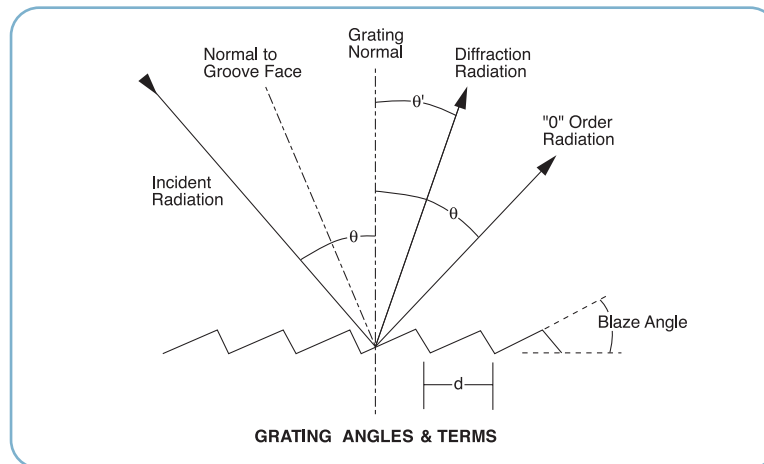 Grating
Normal
Normal to
Groove Face
Diffraction
Radiation
θ'
"0" Order
Radiation
Incident
Radiation
θ
θ
Blaze Angle
d
GRATING ANGLES & TERMS